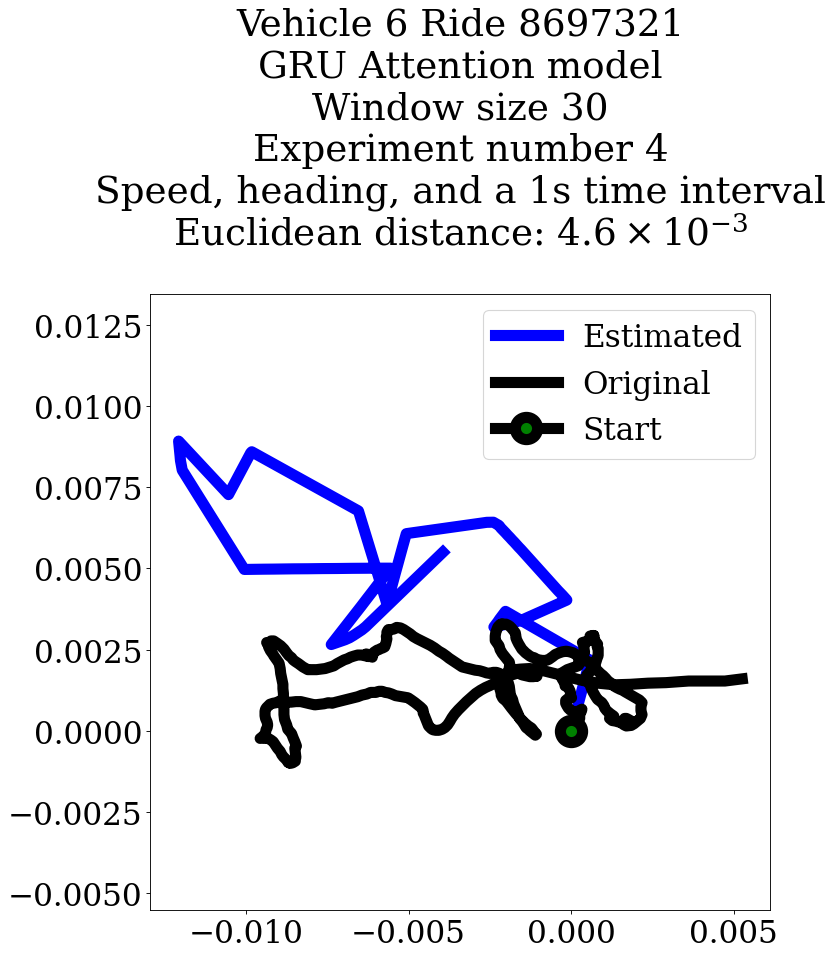 Vehicle 6 Ride 8697321
GRU Attention model
Window size 30
Experiment number 4
Speed, heading, and a 1s time interval
Euclidean distance: 4.6 × 10⁻³
Estimated
Original
Start
0.0125
0.0100
0.0075
0.0050
0.0025
0.0000
−0.0025
−0.0050
−0.010 −0.005 0.000 0.005